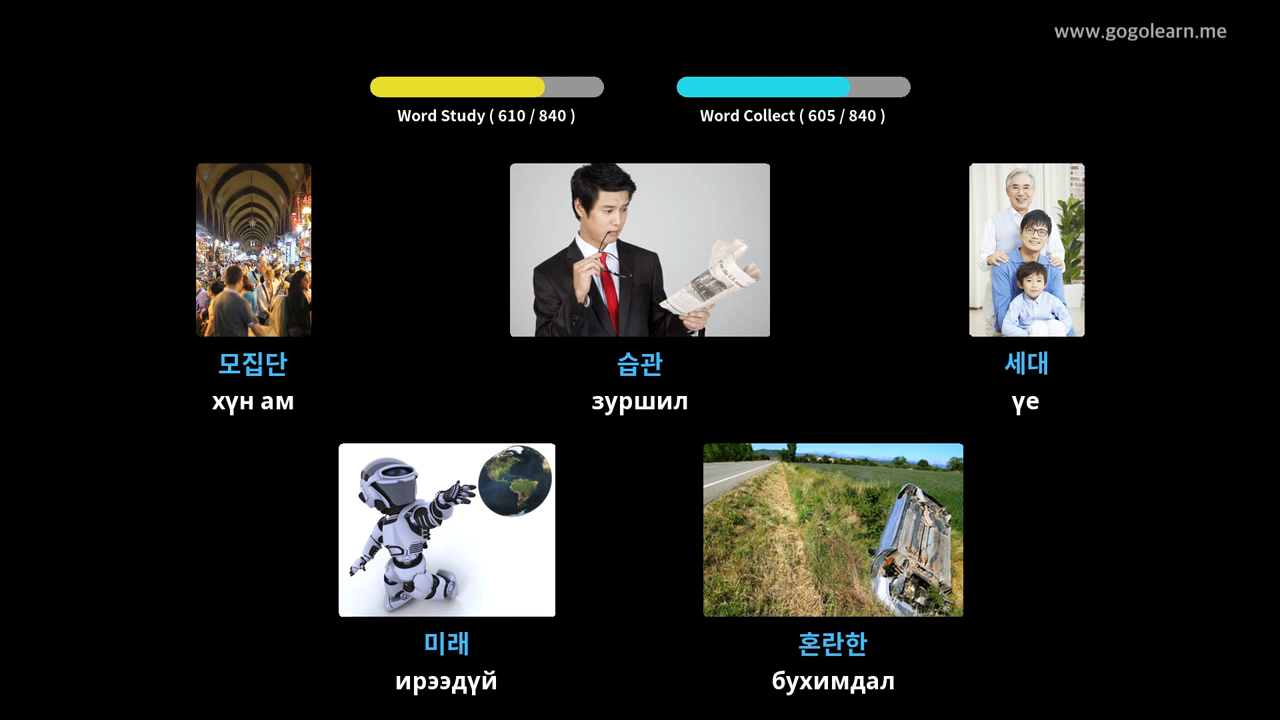 www.gogolearn.me
Word Study ( 610 / 840 )
Word Collect ( 605 / 840 )
모집단
хүн ам
습관
зуршил
세대
үе
미래
ирээдүй
혼란한
бухимдал